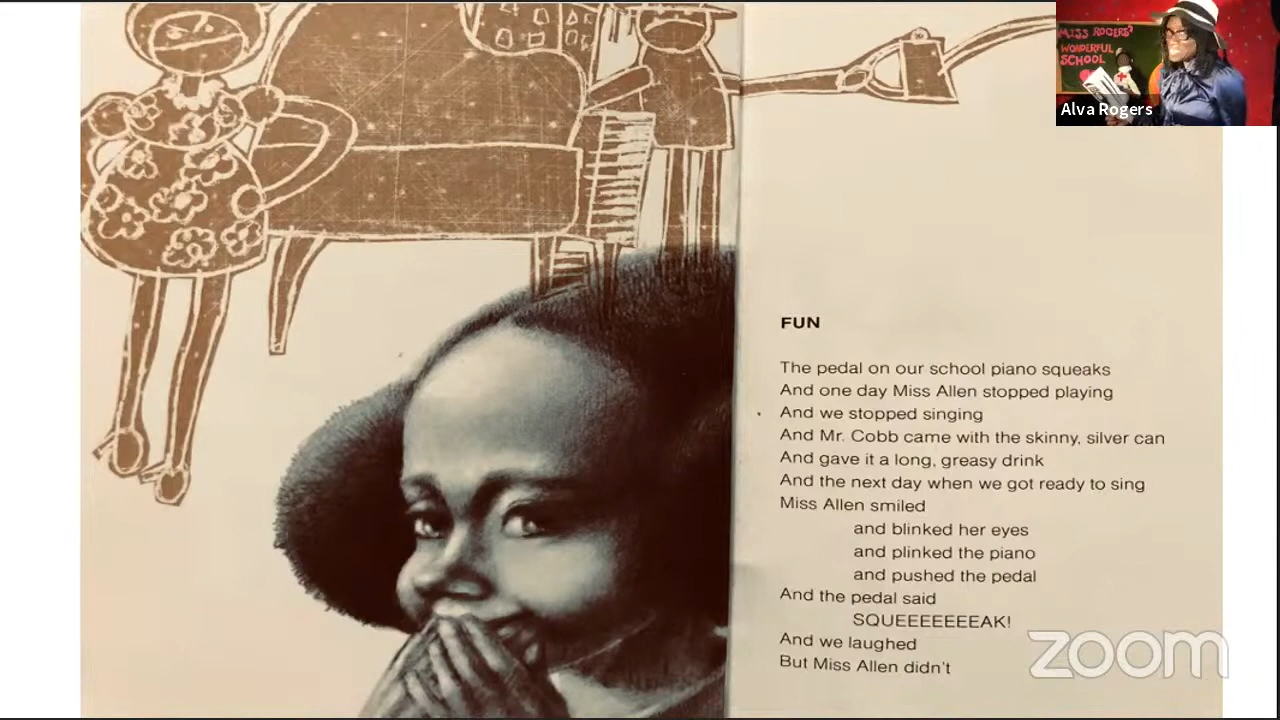 MISS ROGERS'
WONDERFUL
SCHOOL
Alva Rogers
FUN
The pedal on our school piano squeaks
And one day Miss Allen stopped playing
And we stopped singing
And Mr. Cobb came with the skinny, silver can
And gave it a long, greasy drink
And the next day when we got ready to sing
Miss Allen smiled
and blinked her eyes
and plinked the piano
and pushed the pedal
And the pedal said
SQUEEEEEEEAK!
And we laughed
But Miss Allen didn't
zoom